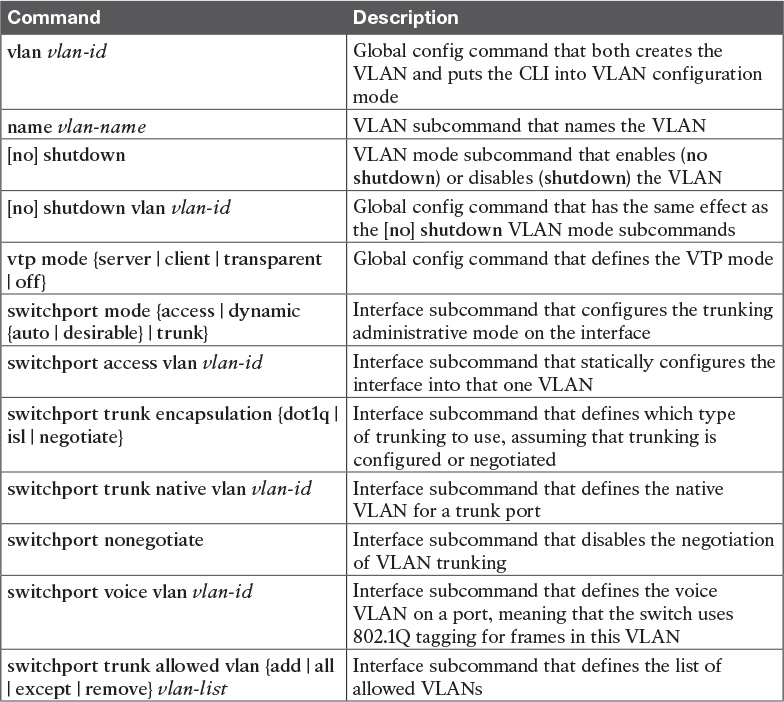 Command
Description
vlan vlan-id
Global config command that both creates the
VLAN and puts the CLI into VLAN configuration
mode
name vlan-name
VLAN subcommand that names the VLAN
[no] shutdown
VLAN mode subcommand that enables (no
shutdown) or disables (shutdown) the VLAN
[no] shutdown vlan vlan-id
Global config command that has the same effect as
the [no] shutdown VLAN mode subcommands
vtp mode {server | client | transparent
| off}
Global config command that defines the VTP mode
switchport mode {access | dynamic
{auto | desirable} | trunk}
Interface subcommand that configures the trunking
administrative mode on the interface
switchport access vlan vlan-id
Interface subcommand that statically configures the
interface into that one VLAN
switchport trunk encapsulation {dot1q |
isl | negotiate}
Interface subcommand that defines which type
of trunking to use, assuming that trunking is
configured or negotiated
switchport trunk native vlan vlan-id
Interface subcommand that defines the native
VLAN for a trunk port
switchport nonegotiate
Interface subcommand that disables the negotiation
of VLAN trunking
switchport voice vlan vlan-id
Interface subcommand that defines the voice
VLAN on a port, meaning that the switch uses
802.1Q tagging for frames in this VLAN
switchport trunk allowed vlan {add | all
| except | remove} vlan-list
Interface subcommand that defines the list of
allowed VLANs